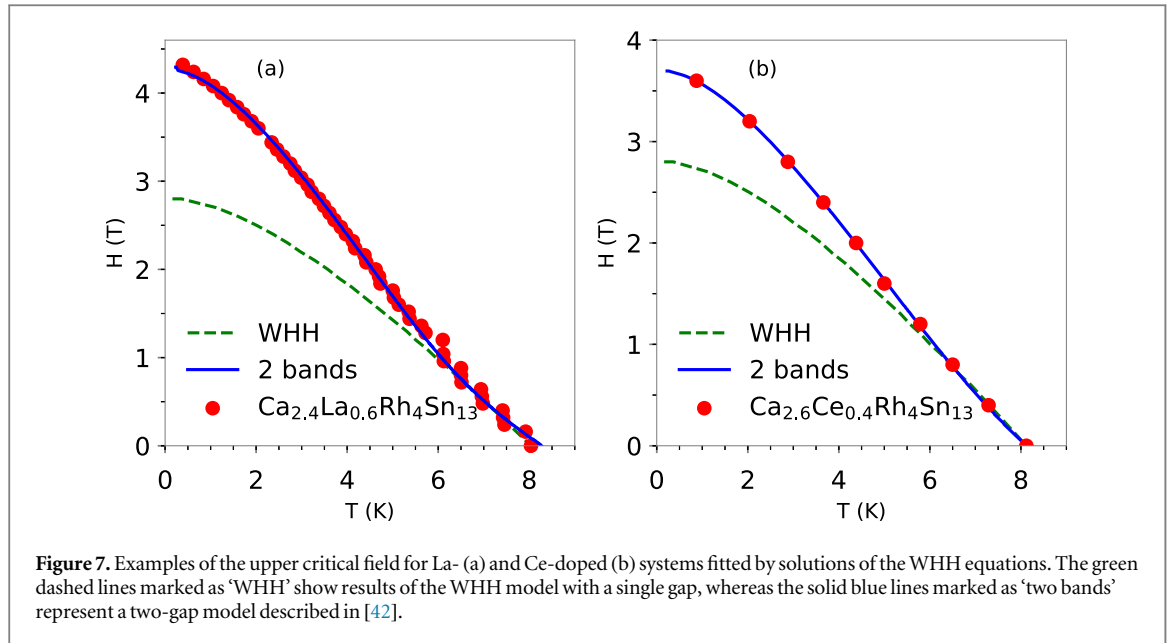 (a)
4
3
2
1
0
H (T)
WHH
2 bands
Ca2.4La0.6Rh4Sn13
0 2 4 6 8
T (K)
(b)
4
3
2
1
0
H (T)
WHH
2 bands
Ca2.6Ce0.4Rh4Sn13
0 2 4 6 8
T (K)
Figure 7. Examples of the upper critical field for La- (a) and Ce-doped (b) systems fitted by solutions of the WHH equations. The green
dashed lines marked as ‘WHH’ show results of the WHH model with a single gap, whereas the solid blue lines marked as ‘two bands’
represent a two-gap model described in [42].